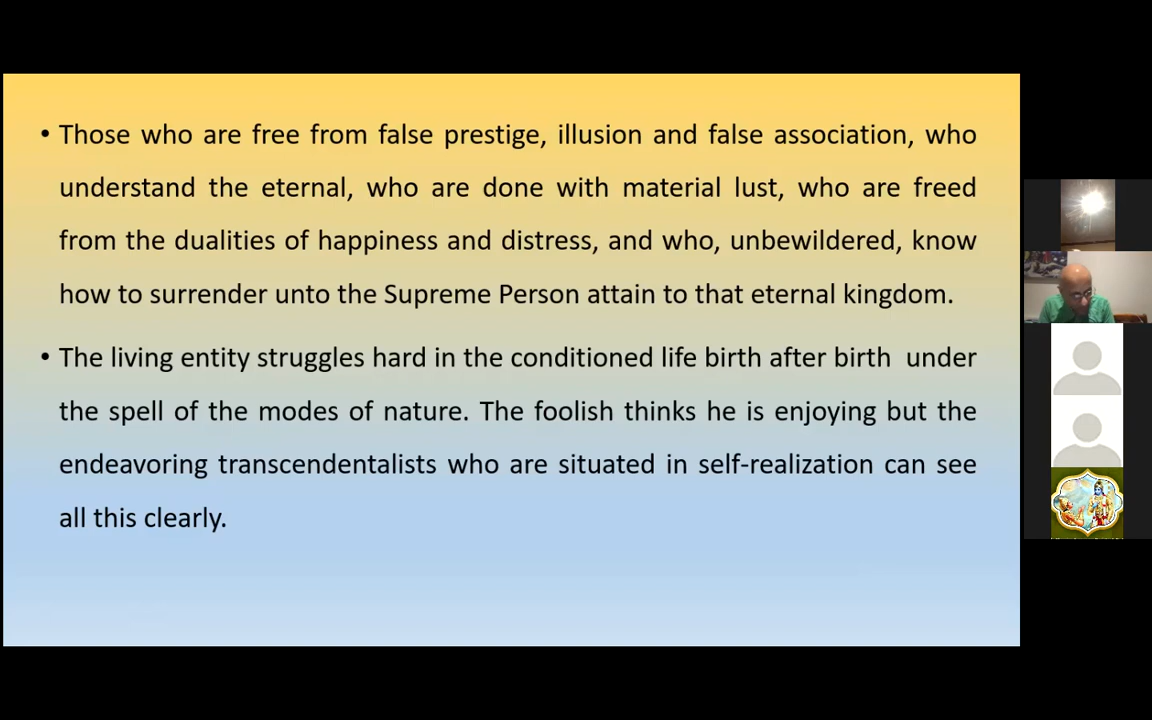 • Those who are free from false prestige, illusion and false association, who
understand the eternal, who are done with material lust, who are freed
from the dualities of happiness and distress, and who, unbewildered, know
how to surrender unto the Supreme Person attain to that eternal kingdom.
• The living entity struggles hard in the conditioned life birth after birth  under
the spell of the modes of nature. The foolish thinks he is enjoying but the
endeavoring transcendentalists who are situated in self-realization can see
all this clearly.